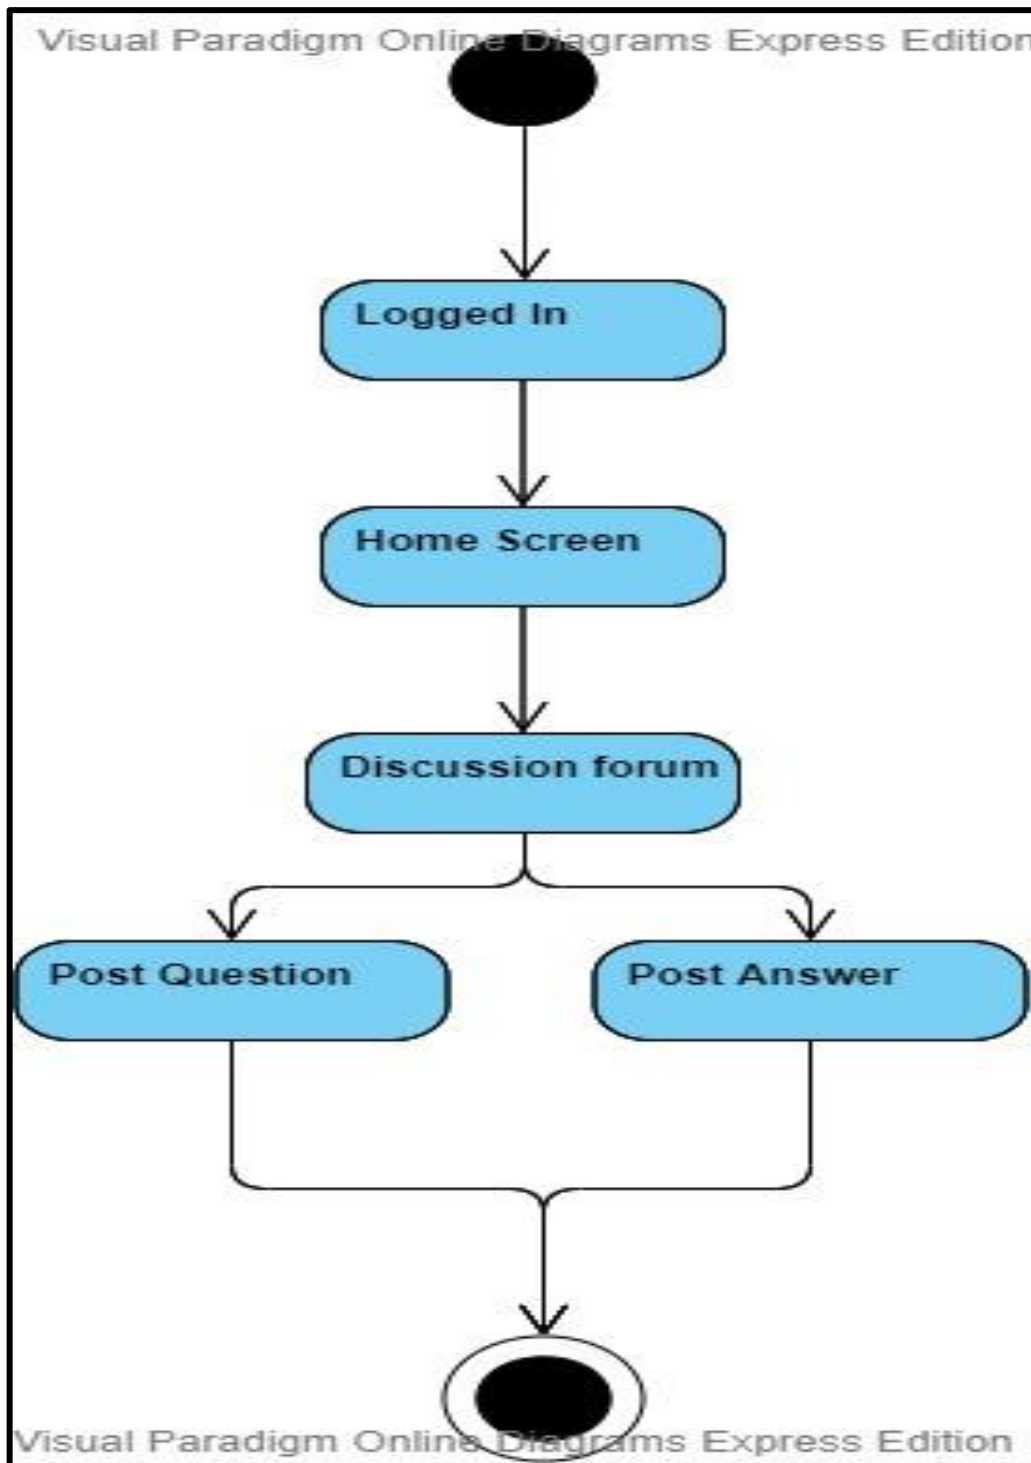 Visual Paradigm Online Diagrams Express Edition
Logged In
Home Screen
Discussion forum
Post Question
Post Answer
Visual Paradigm Online Diagrams Express Edition